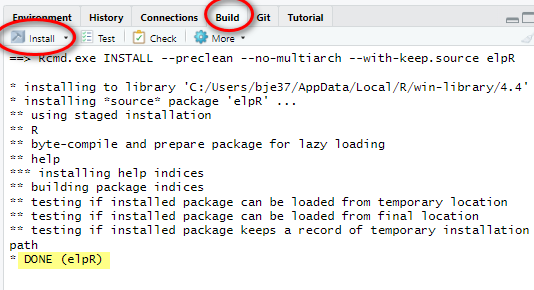 Environment History Connections Build Git Tutorial
Install Test Check More
==> Rcmd.exe INSTALL --preclean --no-multiarch --with-keep.source elpR
* installing to library 'C:/Users/bje37/AppData/Local/R/win-library/4.4'
* installing *source* package 'elpR' ...
** using staged installation
** R
** byte-compile and prepare package for lazy loading
** help
*** installing help indices
** building package indices
** testing if installed package can be loaded from temporary location
** testing if installed package can be loaded from final location
** testing if installed package keeps a record of temporary installation
path
* DONE (elpR)